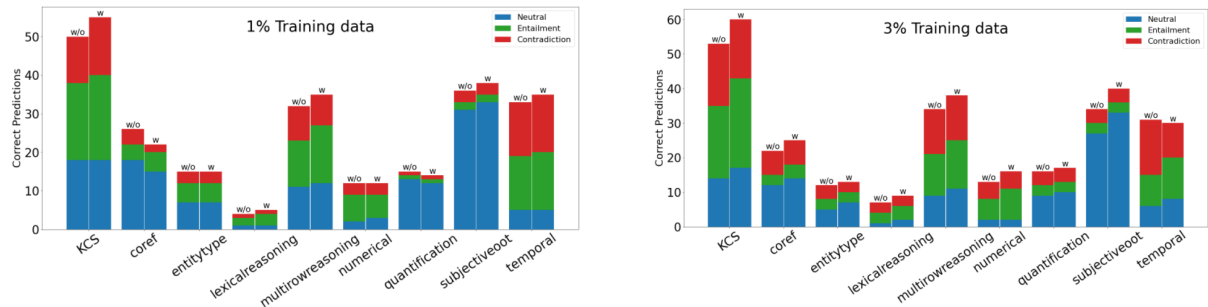 1% Training data
Neutral
Entailment
Contradiction
Correct Predictions
50
40
30
20
10
0
w/o w w/o w w/o w w/o w w/o w w/o w w/o w w/o w w/o w
KCS
coref
entitytype
lexicalreasoning
multirowreasoning
numerical
quantification
subjectiveoot
temporal
3% Training data
Neutral
Entailment
Contradiction
Correct Predictions
60
50
40
30
20
10
0
w/o w w/o w w/o w w/o w w/o w w/o w w/o w w/o w w/o w
KCS
coref
entitytype
lexicalreasoning
multirowreasoning
numerical
quantification
subjectiveoot
temporal